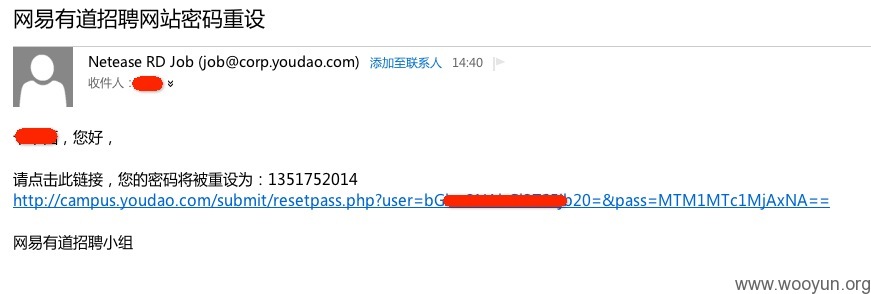 网易有道招聘网站密码重设
Netease RD Job (job@corp.youdao.com) 添加至联系人 14:40
收件人：
，您好，
请点击此链接，您的密码将被重设为：1351752014
http://campus.youdao.com/submit/resetpass.php?user=bG b20=&pass=MTM1MTc1MjAxNA==
网易有道招聘小组
www.wooyun.org